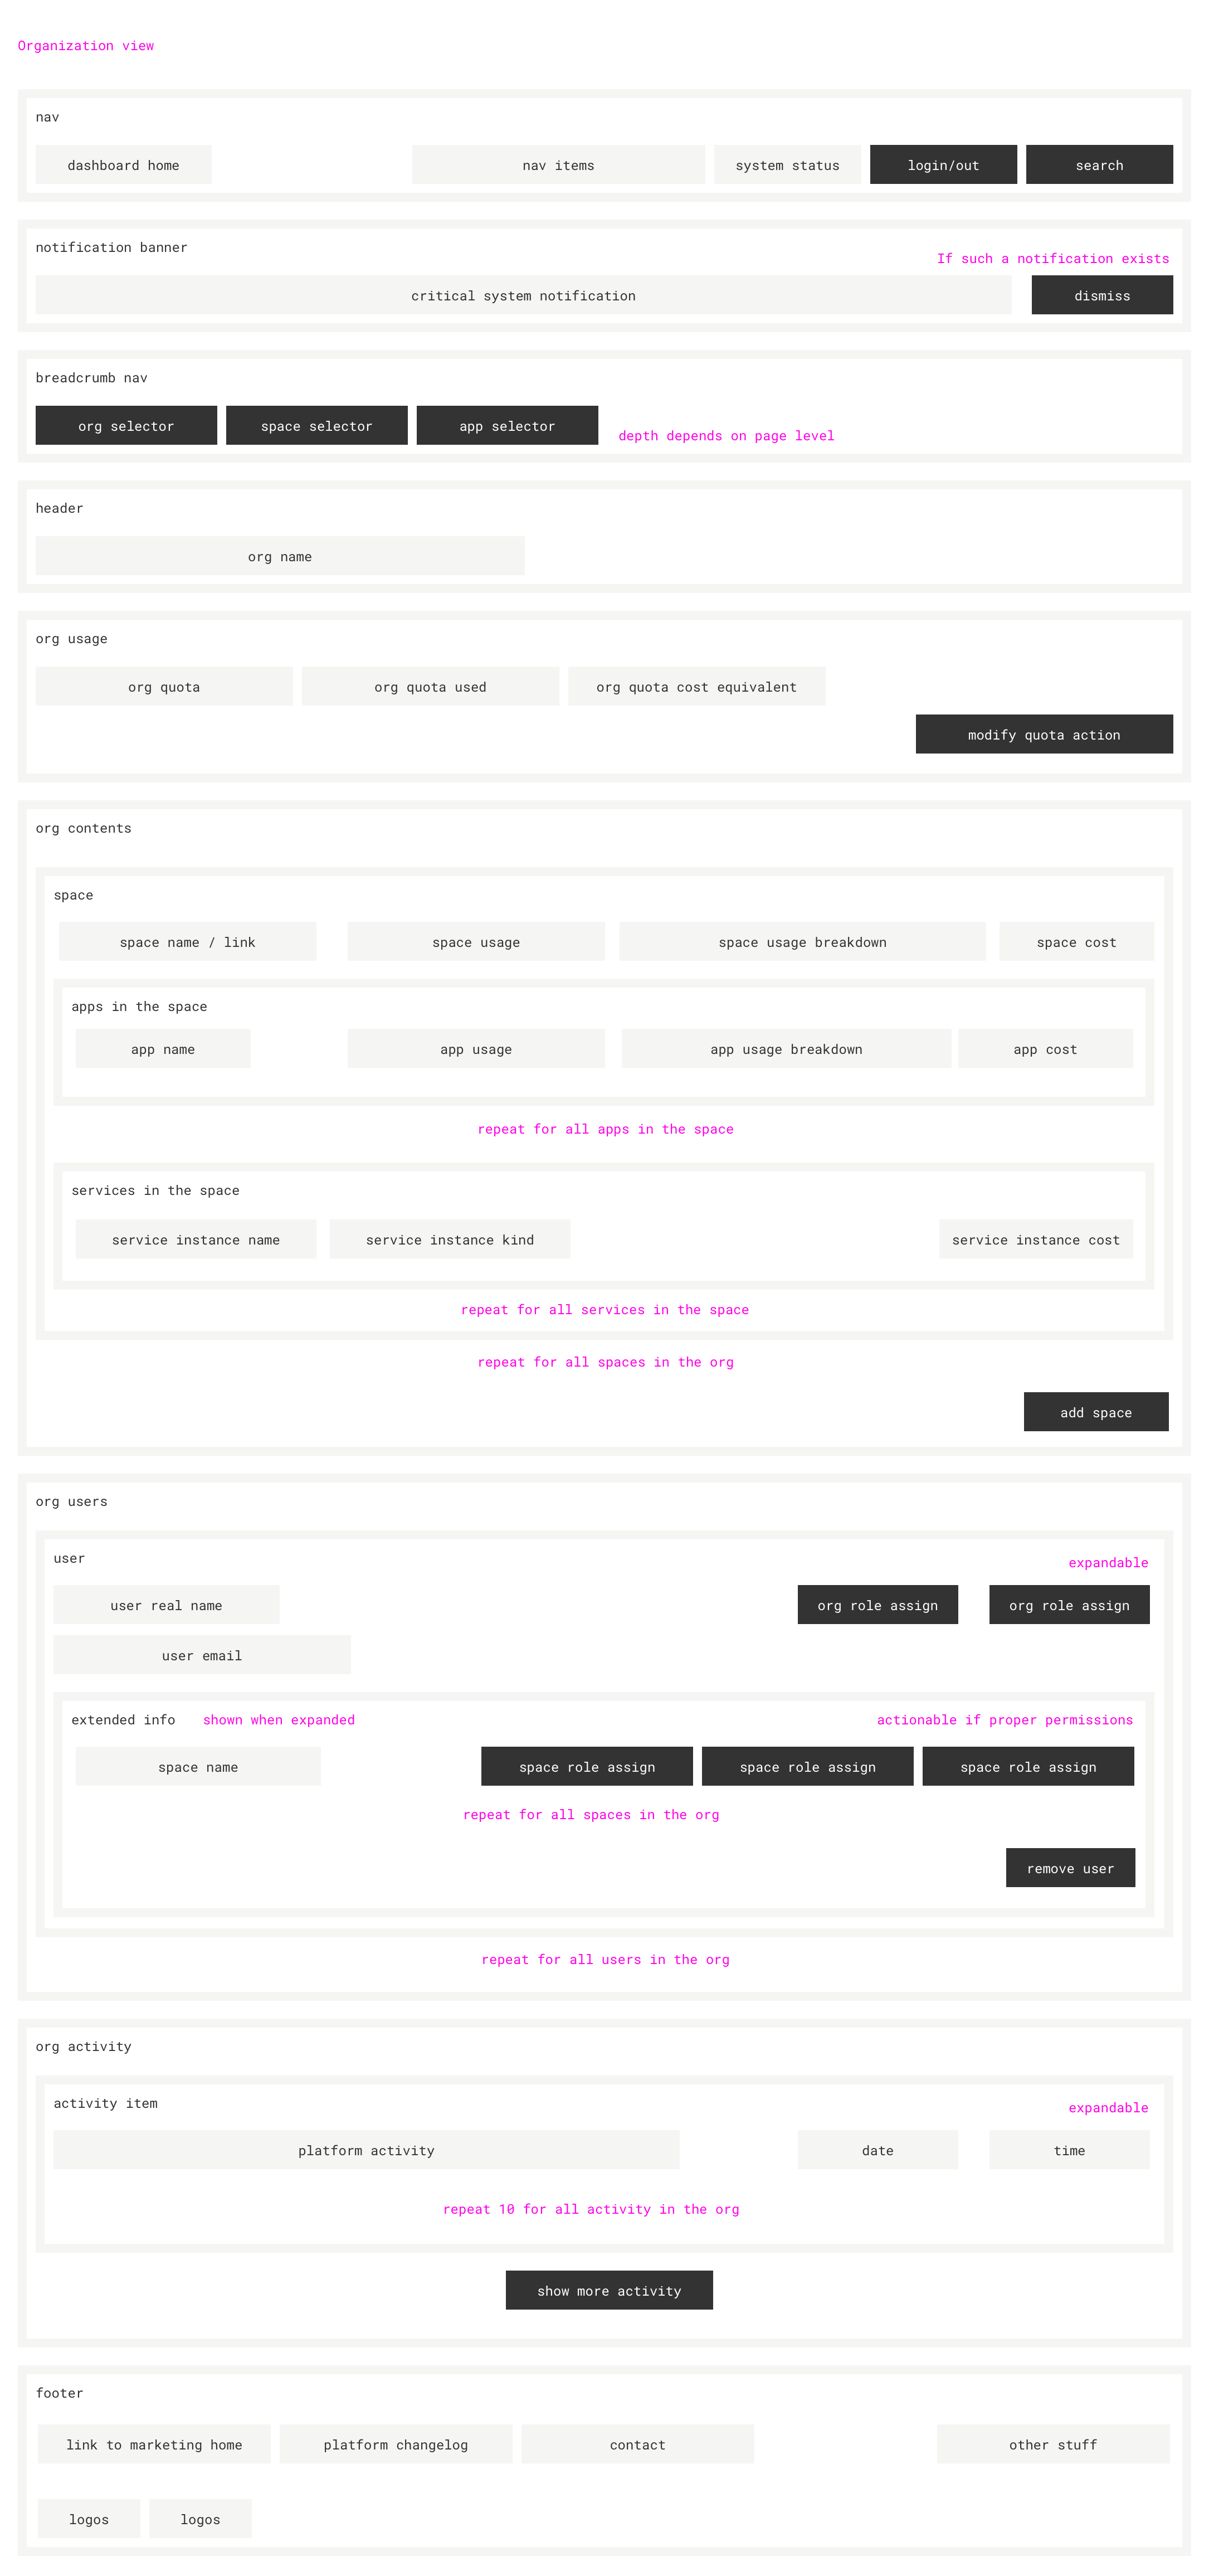 Organization view
nav
dashboard home
nav items
system status
login/out
search
notification banner
If such a notification exists
critical system notification
dismiss
breadcrumb nav
org selector
space selector
app selector
depth depends on page level
header
org name
org usage
org quota
org quota used
org quota cost equivalent
modify quota action
org contents
space
space name / link
space usage
space usage breakdown
space cost
apps in the space
app name
app usage
app usage breakdown
app cost
repeat for all apps in the space
services in the space
service instance name
service instance kind
service instance cost
repeat for all services in the space
repeat for all spaces in the org
add space
org users
user
expandable
user real name
org role assign
org role assign
user email
extended info
shown when expanded
actionable if proper permissions
space name
space role assign
space role assign
space role assign
repeat for all spaces in the org
remove user
repeat for all users in the org
org activity
activity item
expandable
platform activity
date
time
repeat 10 for all activity in the org
show more activity
footer
link to marketing home
platform changelog
contact
other stuff
logos
logos